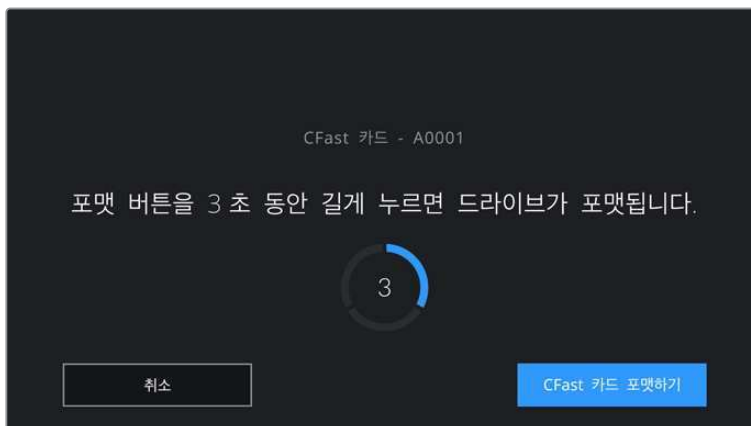 CFast 카드 - A0001
포맷 버튼을 3초 동안 길게 누르면 드라이브가 포맷됩니다.
3
취소
CFast 카드 포맷하기